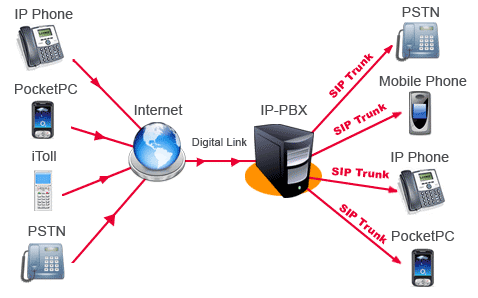 IP Phone
PocketPC
iToll
PSTN
Internet
Digital Link
IP-PBX
SIP Trunk
SIP Trunk
SIP Trunk
SIP Trunk
PSTN
Mobile Phone
IP Phone
PocketPC